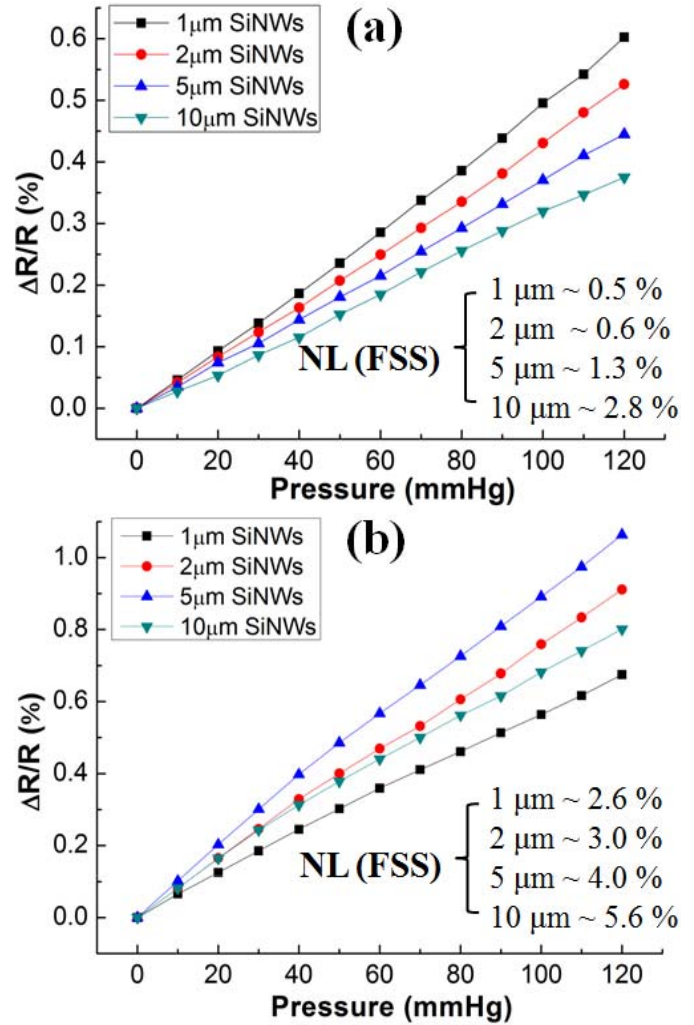 (a)
1μm SiNWs
2μm SiNWs
5μm SiNWs
10μm SiNWs
0.6
0.5
0.4
0.3
0.2
0.1
0.0
ΔR/R (%)
NL (FSS)
1 μm ~ 0.5 %
2 μm ~ 0.6 %
5 μm ~ 1.3 %
10 μm ~ 2.8 %
0 20 40 60 80 100 120
Pressure (mmHg)
(b)
1μm SiNWs
2μm SiNWs
5μm SiNWs
10μm SiNWs
1.0
0.8
0.6
0.4
0.2
0.0
ΔR/R (%)
NL (FSS)
1 μm ~ 2.6 %
2 μm ~ 3.0 %
5 μm ~ 4.0 %
10 μm ~ 5.6 %
0 20 40 60 80 100 120
Pressure (mmHg)